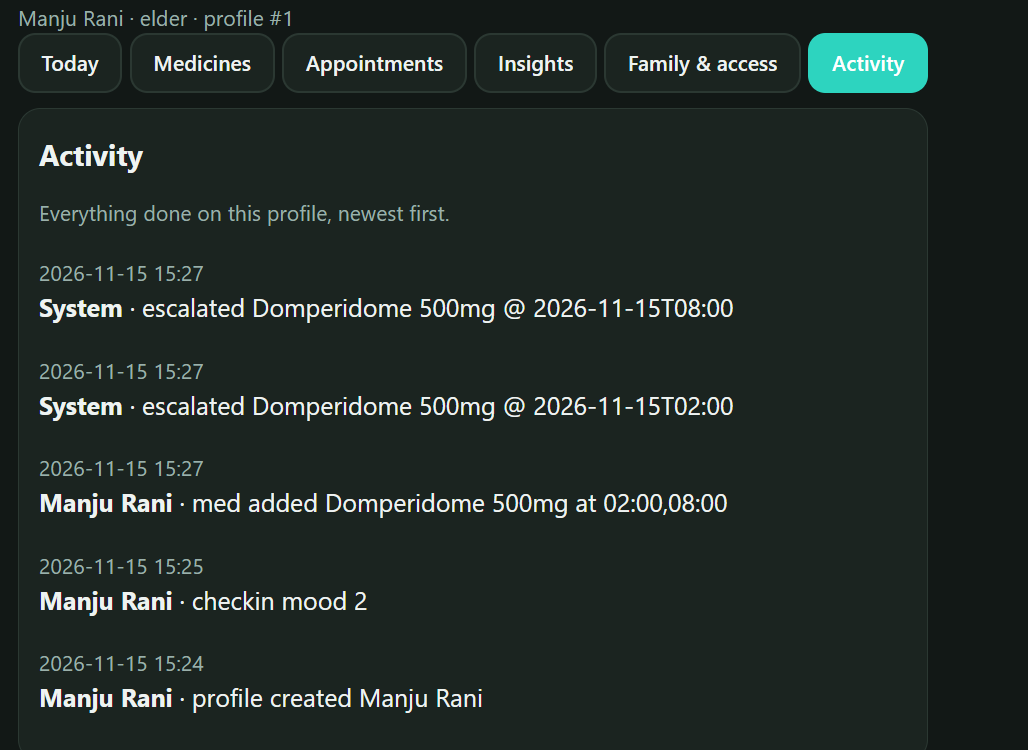 Manju Rani · elder · profile #1
Today Medicines Appointments Insights Family & access Activity
Activity
Everything done on this profile, newest first.
2026-11-15 15:27
System · escalated Domperidome 500mg @ 2026-11-15T08:00
2026-11-15 15:27
System · escalated Domperidome 500mg @ 2026-11-15T02:00
2026-11-15 15:27
Manju Rani · med added Domperidome 500mg at 02:00,08:00
2026-11-15 15:25
Manju Rani · checkin mood 2
2026-11-15 15:24
Manju Rani · profile created Manju Rani